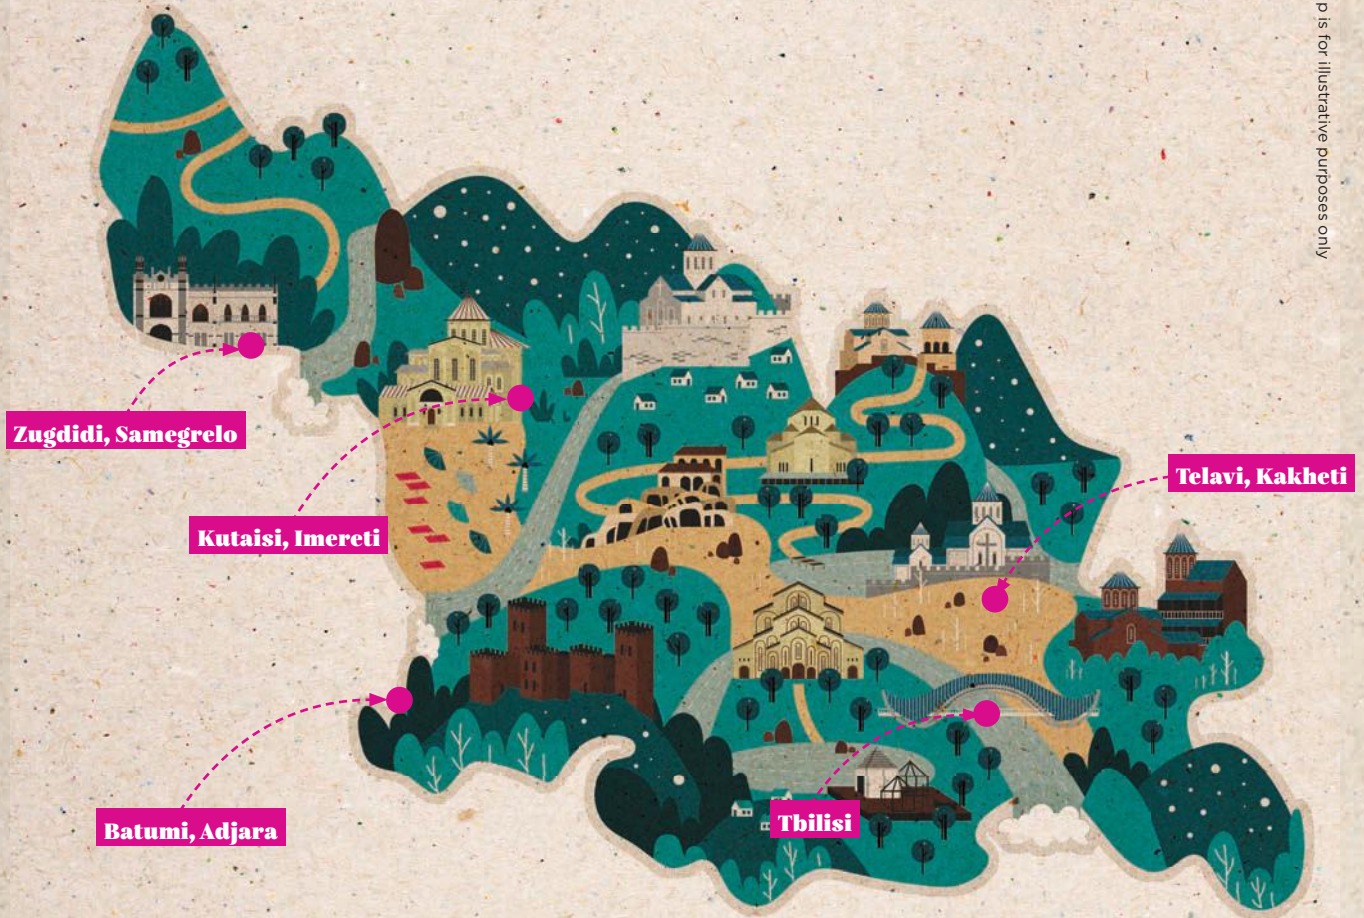 p is for illustrative purposes only
Zugdidi, Samegrelo
Telavi, Kakheti
Kutaisi, Imereti
Batumi, Adjara
Tbilisi